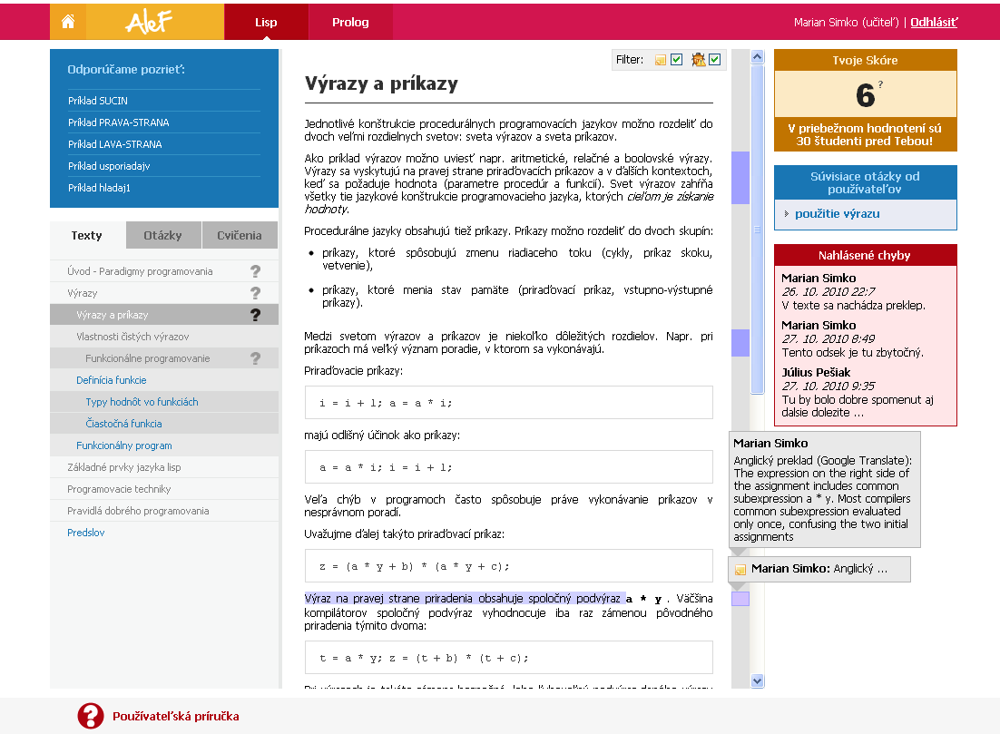 AleF
Lisp
Prolog
Marian Simko (učiteľ) | Odhlásiť
Odporúčame pozrieť:
Príklad SUCIN
Príklad PRAVA-STRANA
Príklad LAVA-STRANA
Príklad usporiadajv
Príklad hladaj1
Texty
Otázky
Cvičenia
Úvod - Paradigmy programovania ?
Výrazy ?
Výrazy a príkazy ?
Vlastnosti čistých výrazov
Funkcionálne programovanie ?
Definícia funkcie
Typy hodnôt vo funkciách
Čiastočná funkcia
Funkcionálny program
Základné prvky jazyka lisp
Programovacie techniky
Pravidlá dobrého programovania
Predslov
Filter:
Výrazy a príkazy
Jednotlivé konštrukcie procedurálnych programovacích jazykov možno rozdeliť do
dvoch veľmi rozdielnych svetov: sveta výrazov a sveta príkazov.
Ako príklad výrazov možno uviesť napr. aritmetické, relačné a boolovské výrazy.
Výrazy sa vyskytujú na pravej strane priraďovacích príkazov a v ďalších kontextoch,
keď sa požaduje hodnota (parametre procedúr a funkcií). Svet výrazov zahŕňa
všetky tie jazykové konštrukcie programovacieho jazyka, ktorých cieľom je získanie
hodnoty.
Procedurálne jazyky obsahujú tiež príkazy. Príkazy možno rozdeliť do dvoch skupín:
• príkazy, ktoré spôsobujú zmenu riadiaceho toku (cykly, príkaz skoku,
vetvenie),
• príkazy, ktoré menia stav pamäte (priraďovací príkaz, vstupno-výstupné
príkazy).
Medzi svetom výrazov a príkazov je niekoľko dôležitých rozdielov. Napr. pri
príkazoch má veľký význam poradie, v ktorom sa vykonávajú.
Priraďovacie príkazy:
i = i + 1; a = a * i;
majú odlišný účinok ako príkazy:
a = a * i; i = i + 1;
Veľa chýb v programoch často spôsobuje práve vykonávanie príkazov v
nesprávnom poradí.
Uvažujme ďalej takýto priraďovací príkaz:
z = (a * y + b) * (a * y + c);
Výraz na pravej strane priradenia obsahuje spoločný podvýraz a * y . Väčšina
kompilátorov spoločný podvýraz vyhodnocuje iba raz zámenou pôvodného
priradenia týmito dvoma:
t = a * y; z = (t + b) * (t + c);
Tvoje Skóre
6 ?
V priebežnom hodnotení sú
30 študenti pred Tebou!
Súvisiace otázky od
používateľov
použitie výrazu
Nahlásené chyby
Marian Simko
26. 10. 2010 22:7
V texte sa nachádza preklep.
Marian Simko
27. 10. 2010 8:49
Tento odsek je tu zbytočný.
Július Pešiak
27. 10. 2010 9:35
Tu by bolo dobre spomenut aj
dalsie dolezite ...
Marian Simko
Anglický preklad (Google Translate):
The expression on the right side of
the assignment includes common
subexpression a * y. Most compilers
common subexpression evaluated
only once, confusing the two initial
assignments
Marian Simko: Anglický ...
? Používateľská príručka